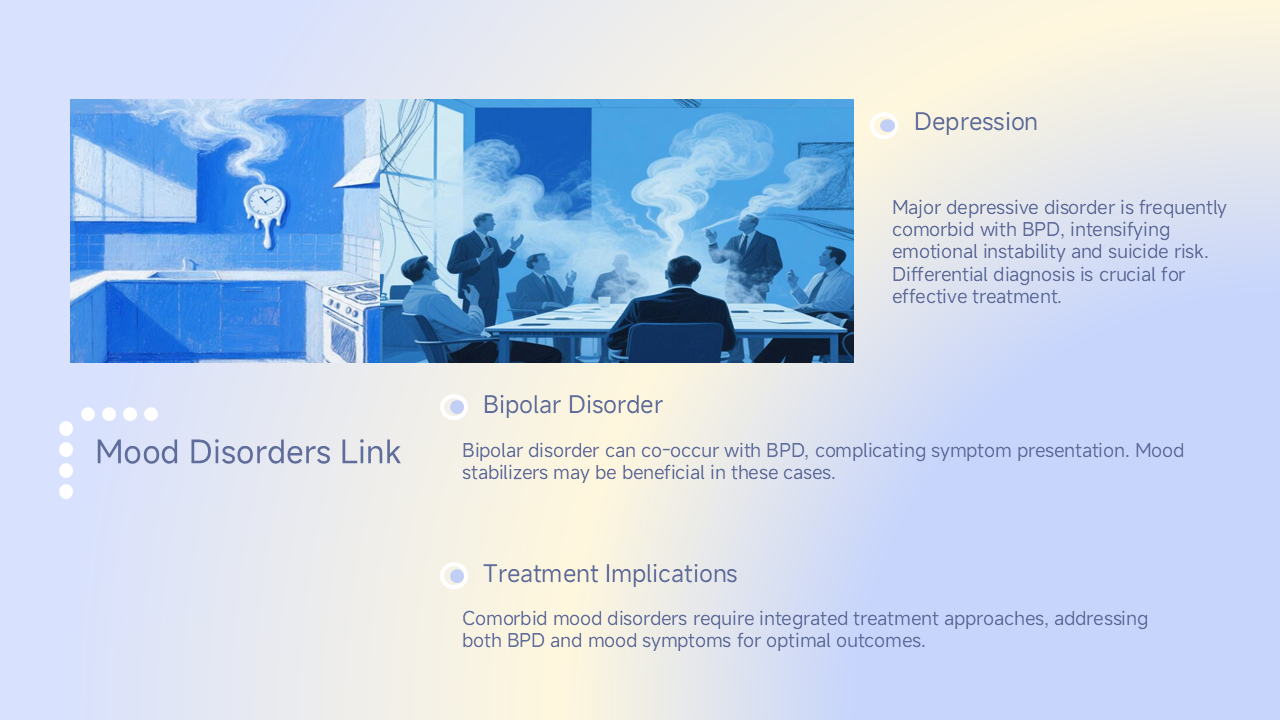 Depression
Major depressive disorder is frequently
comorbid with BPD, intensifying
emotional instability and suicide risk.
Differential diagnosis is crucial for
effective treatment.
Mood Disorders Link
Bipolar Disorder
Bipolar disorder can co-occur with BPD, complicating symptom presentation. Mood
stabilizers may be beneficial in these cases.
Treatment Implications
Comorbid mood disorders require integrated treatment approaches, addressing
both BPD and mood symptoms for optimal outcomes.